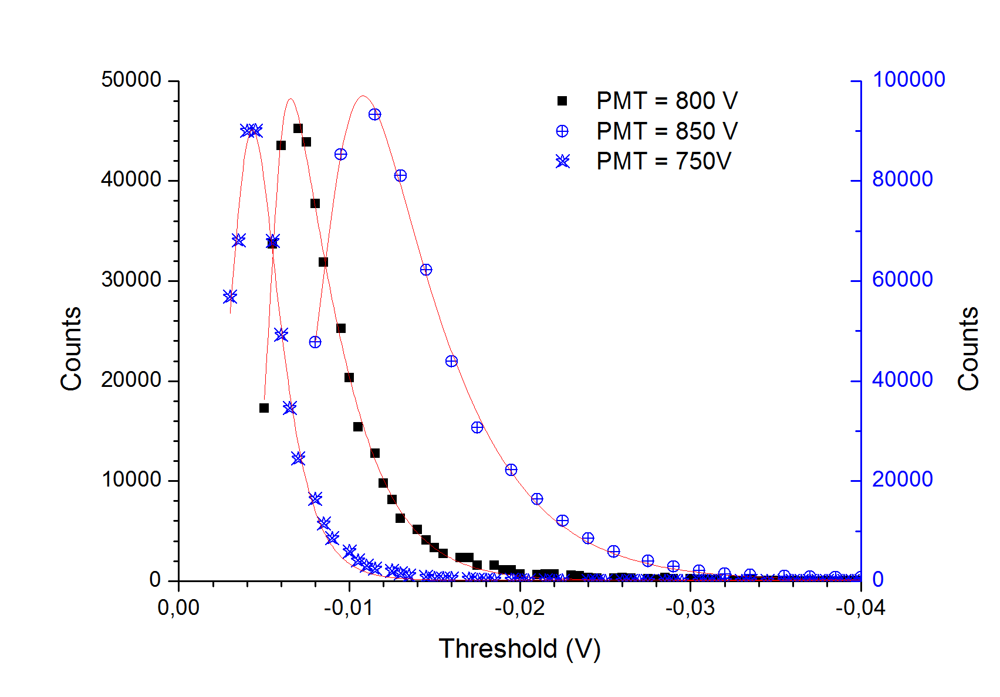 50000
40000
30000
20000
10000
0
Counts
PMT = 800 V
PMT = 850 V
PMT = 750V
100000
80000
60000
40000
20000
0
Counts
0,00
-0,01
-0,02
-0,03
-0,04
Threshold (V)